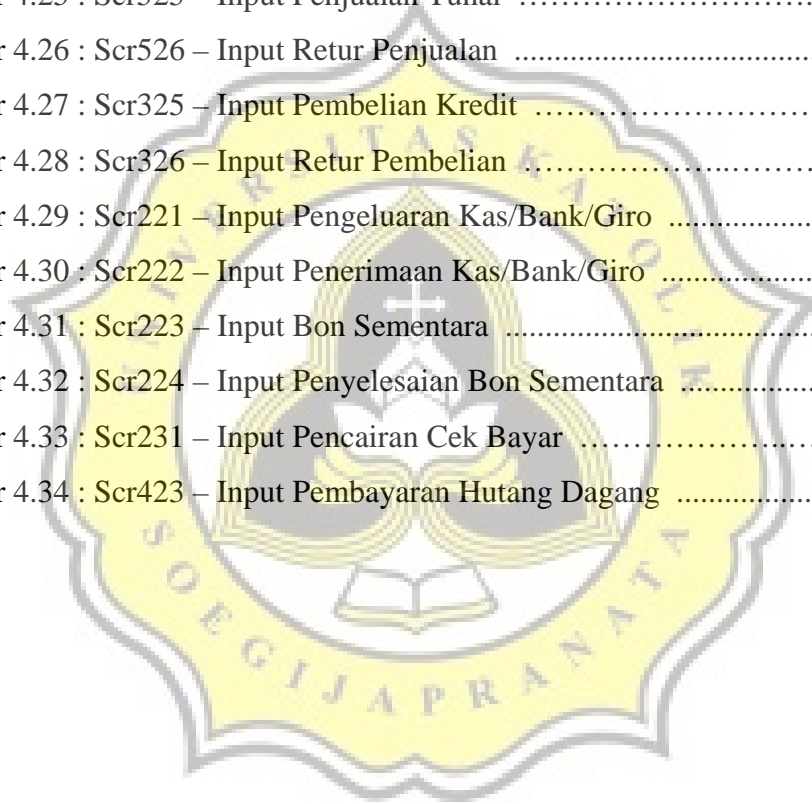 r 4.25 : Scr525 – Input Penjualan Tunai ……………………………
r 4.26 : Scr526 – Input Retur Penjualan ..........................................
r 4.27 : Scr325 – Input Pembelian Kredit ……………………
r 4.28 : Scr326 – Input Retur Pembelian ……………………
r 4.29 : Scr221 – Input Pengeluaran Kas/Bank/Giro ....................
r 4.30 : Scr222 – Input Penerimaan Kas/Bank/Giro .....................
r 4.31 : Scr223 – Input Bon Sementara ..........................................
r 4.32 : Scr224 – Input Penyelesaian Bon Sementara ..................
r 4.33 : Scr231 – Input Pencairan Cek Bayar ……………………
r 4.34 : Scr423 – Input Pembayaran Hutang Dagang ..................
UNIVERSITAS KATOLIK
SOEGIJAPRANATA